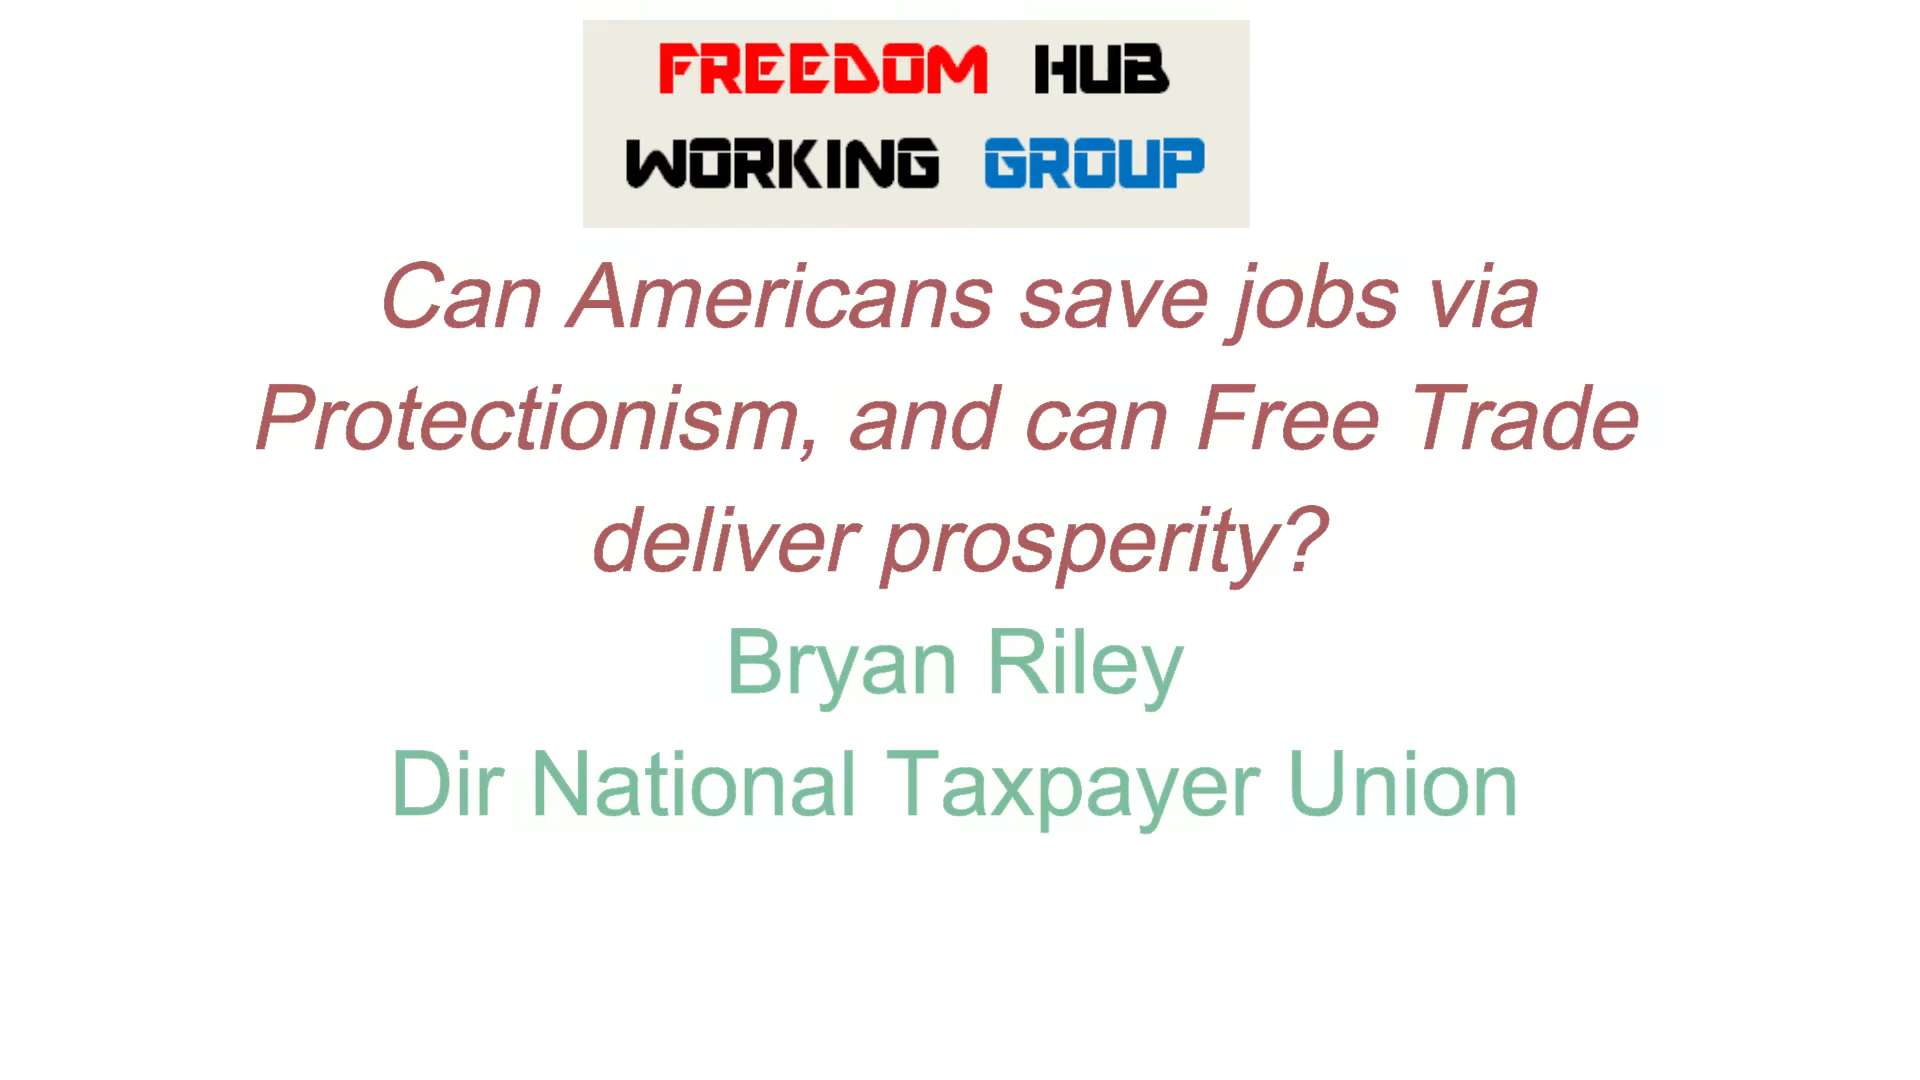 FREEDOM HUB
WORKING GROUP
Can Americans save jobs via
Protectionism, and can Free Trade
deliver prosperity?
Bryan Riley
Dir National Taxpayer Union